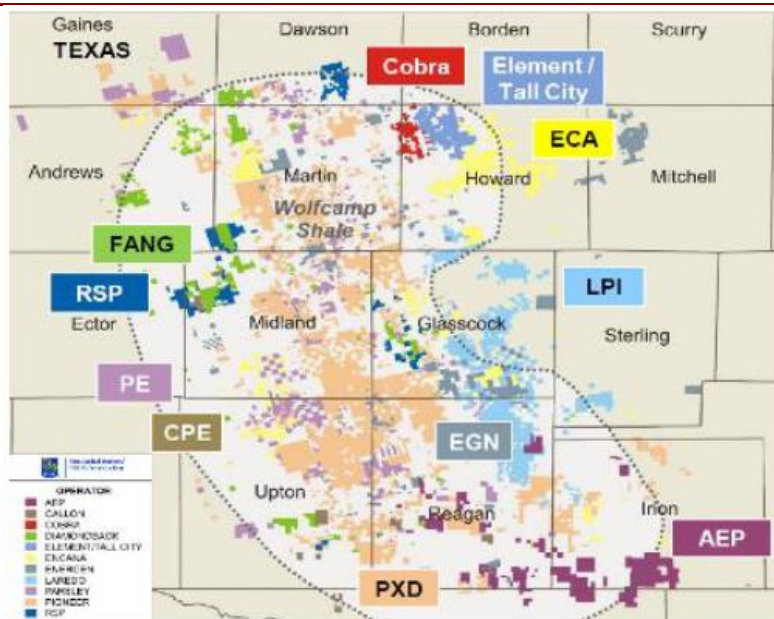 Gaines
Dawson
Borden
Scurry
TEXAS
Cobra
Element /
Tall City
ECA
Andrews
Martin
Howard
Mitchell
Wolfcamp
Shale
FANG
RSP
LPI
Ector
Midland
Glasscock
Sterling
PE
CPE
EGN
Upton
Reagan
Irion
AEP
PXD
OPERATOR
AEP
CALLON
COBRA
DIAMONDBACK
ELEMENT/TALL CITY
ENCANA
ENERGEN
LAREDO
PARSLEY
PIONEER
RSP